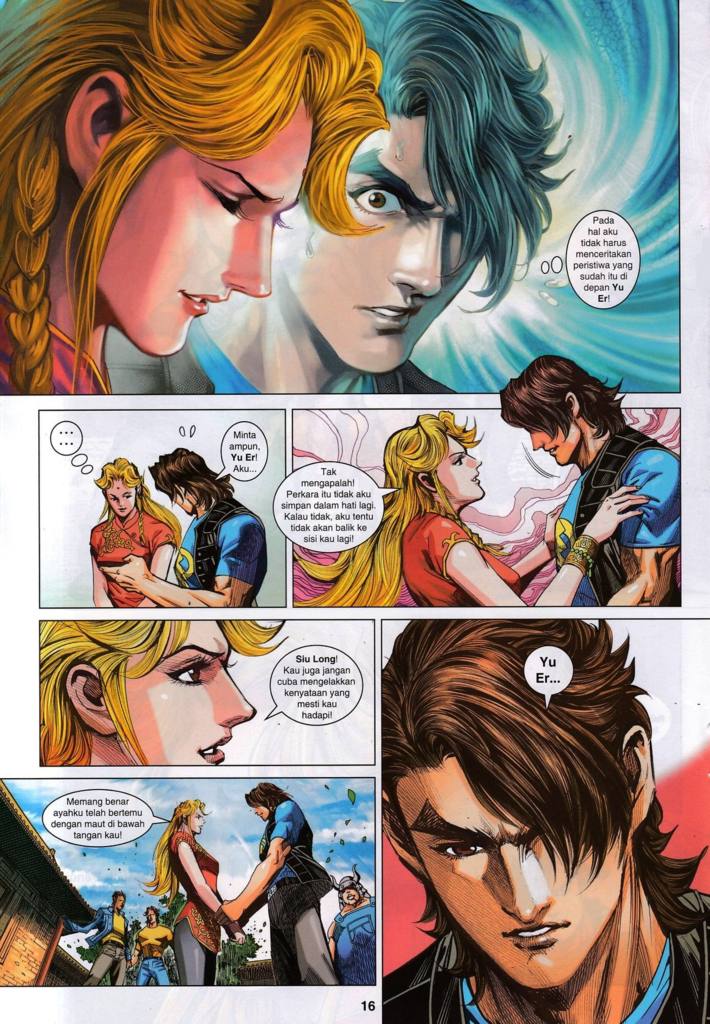 Pada
hal aku
tidak harus
menceritakan
peristiwa yang
sudah itu di
depan Yu
Er!
...
...
Minta
ampun,
Yu Er!
Aku...
Tak
mengapalah!
Perkara itu tidak aku
simpan dalam hati lagi.
Kalau tidak, aku tentu
tidak akan balik ke
sisi kau lagi!
Siu Long!
Kau juga jangan
cuba mengelakkan
kenyataan yang
mesti kau
hadapi!
Yu
Er...
Memang benar
ayahku telah bertemu
dengan maut di bawah
tangan kau!
16